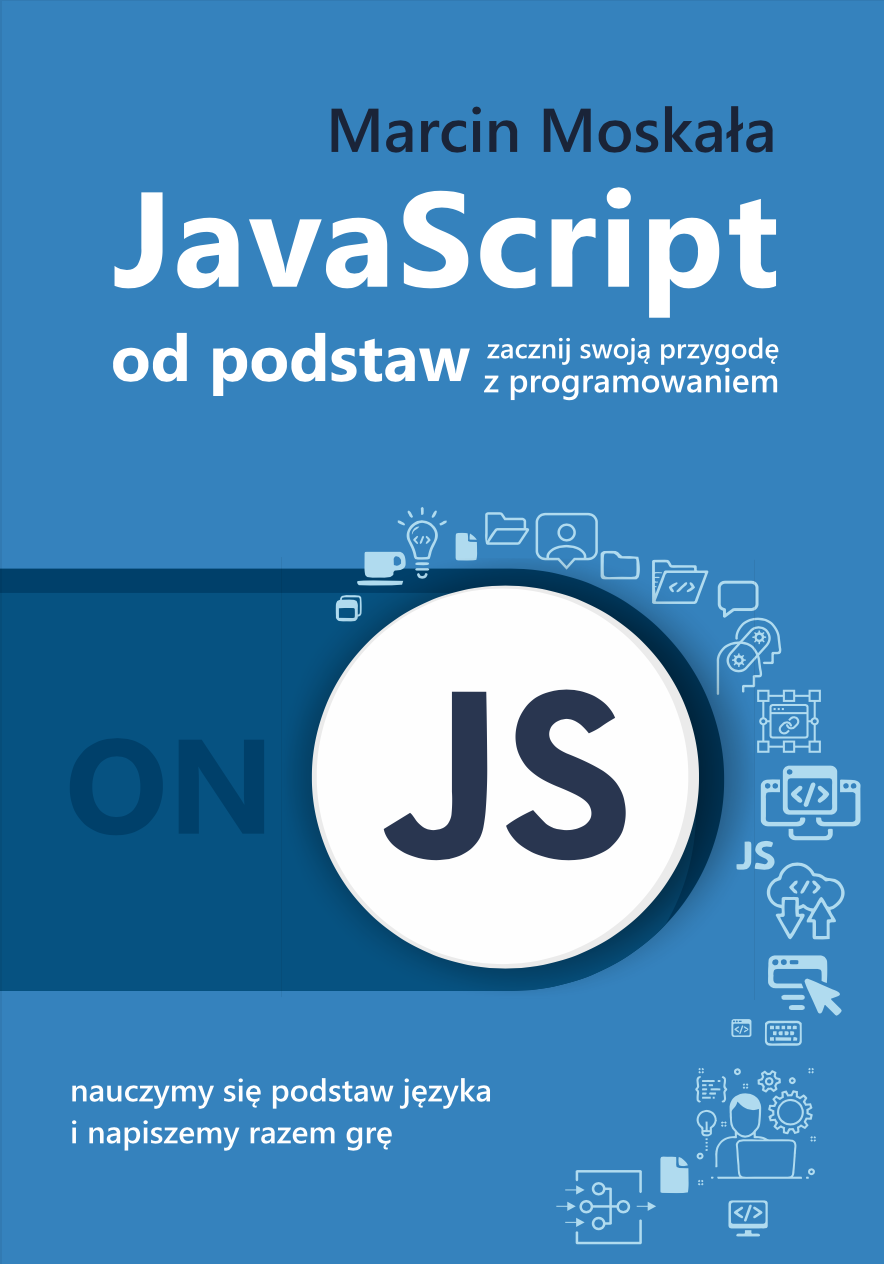 Marcin Moskała
JavaScript
od podstaw
zacznij swoją przygodę
z programowaniem
ON
JS
JS
nauczymy się podstaw języka
i napiszemy razem grę